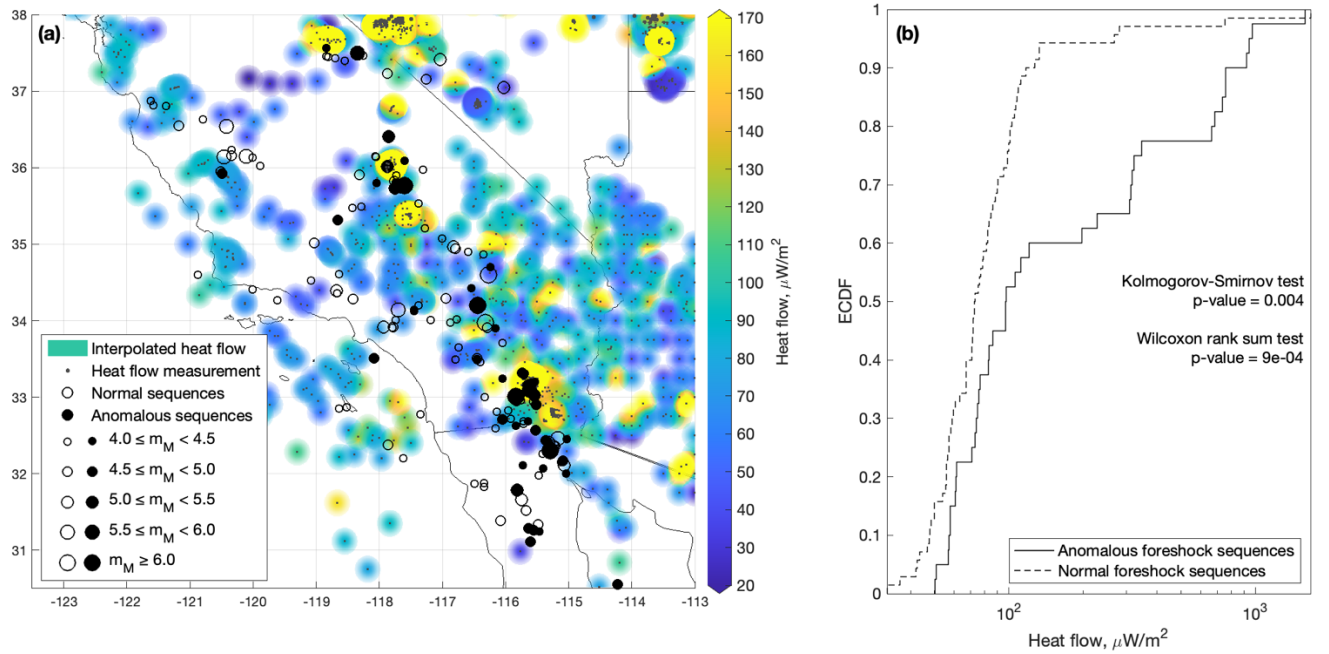 (a)
38
37
36
35
34
33
32
31
-123
-122
-121
-120
-119
-118
-117
-116
-115
-114
-113
Interpolated heat flow
Heat flow measurement
Normal sequences
Anomalous sequences
4.0 ≤ m_M < 4.5
4.5 ≤ m_M < 5.0
5.0 ≤ m_M < 5.5
5.5 ≤ m_M < 6.0
m_M ≥ 6.0
170
160
150
140
130
120
110
100
90
80
70
60
50
40
30
20
Heat flow, μW/m²
(b)
1
0.9
0.8
0.7
0.6
0.5
0.4
0.3
0.2
0.1
0
ECDF
Kolmogorov-Smirnov test
p-value = 0.004
Wilcoxon rank sum test
p-value = 9e-04
Anomalous foreshock sequences
Normal foreshock sequences
10²
10³
Heat flow, μW/m²